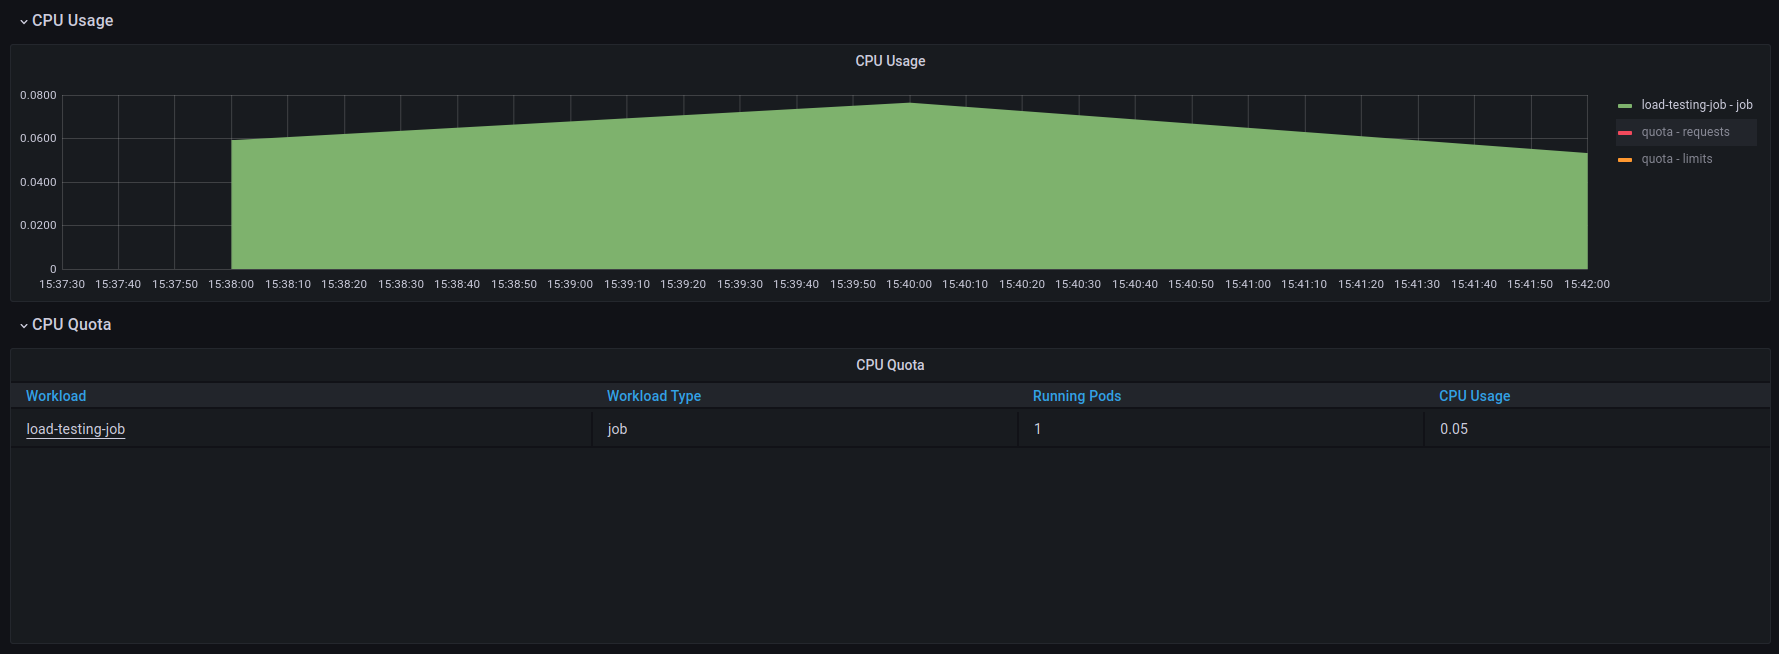 CPU Usage
CPU Usage
0.0800
0.0600
0.0400
0.0200
0
15:37:30 15:37:40 15:37:50 15:38:00 15:38:10 15:38:20 15:38:30 15:38:40 15:38:50 15:39:00 15:39:10 15:39:20 15:39:30 15:39:40 15:39:50 15:40:00 15:40:10 15:40:20 15:40:30 15:40:40 15:40:50 15:41:00 15:41:10 15:41:20 15:41:30 15:41:40 15:41:50 15:42:00
load-testing-job - job
quota - requests
quota - limits
CPU Quota
CPU Quota
Workload Workload Type Running Pods CPU Usage
load-testing-job job 1 0.05